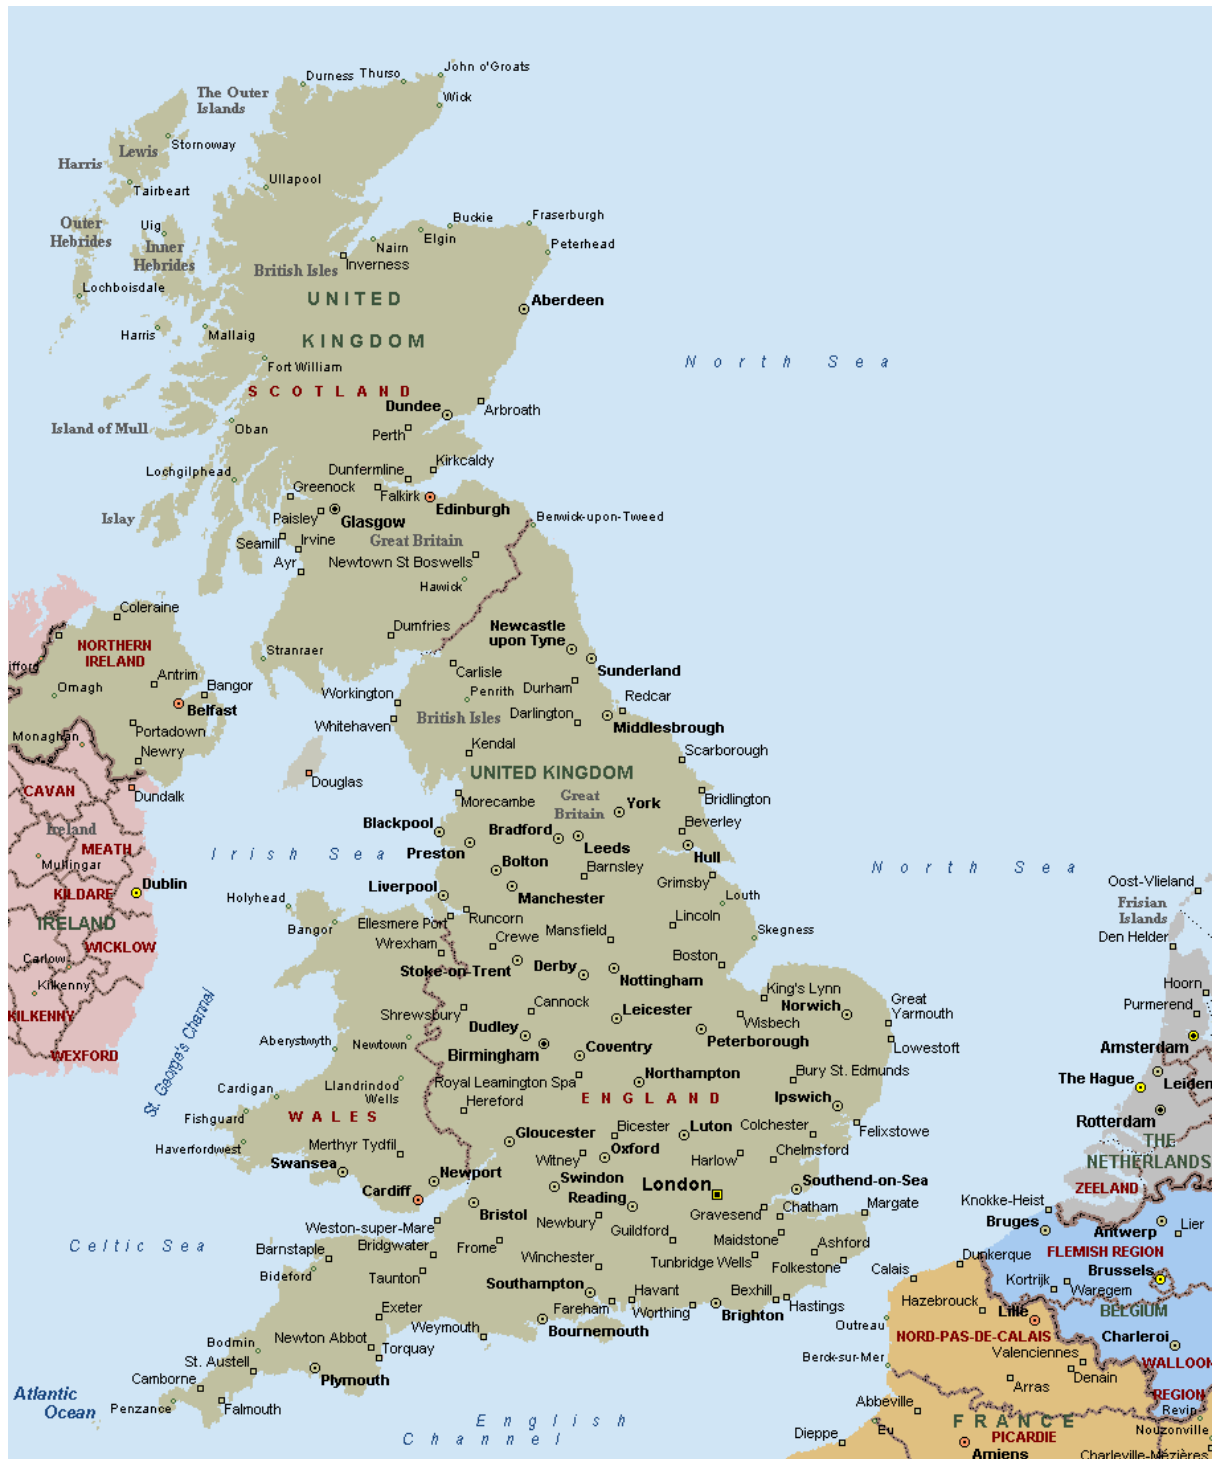 John o'Groats
Durness
Thurso
The Outer
Islands
Wick
Stornoway
Lewis
Harris
Ullapool
Tairbeart
Outer
Hebrides
Uig
Inner
Hebrides
Buckie
Fraserburgh
Elgin
Nairn
Peterhead
British Isles
Inverness
Lochboisdale
UNITED
Aberdeen
Harris
Mallaig
KINGDOM
North Sea
Fort William
SCOTLAND
Dundee
Arbroath
Island of Mull
Oban
Perth
Kirkcaldy
Lochgilphead
Dunfermline
Greenock
Falkirk
Edinburgh
Islay
Paisley
Glasgow
Berwick-upon-Tweed
Seamill
Irvine
Great Britain
Ayr
Newtown St Boswells
Hawick
Coleraine
Dumfries
Newcastle
upon Tyne
NORTHERN
IRELAND
Stranraer
ifford
Antrim
Carlisle
Sunderland
Omagh
Bangor
Workington
Penrith
Durham
Redcar
Belfast
British Isles
Darlington
Whitehaven
Middlesbrough
Portadown
Monaghan
Newry
Kendal
Scarborough
UNITED KINGDOM
Douglas
CAVAN
Dundalk
Morecambe
Great
Britain
York
Bridlington
Ireland
Blackpool
Bradford
Beverley
MEATH
Preston
Leeds
Hull
Irish Sea
Mullingar
Bolton
Barnsley
North Sea
KILDARE
Dublin
Liverpool
Manchester
Grimsby
Oost-Vlieland
Holyhead
Louth
Frisian
Islands
IRELAND
Bangor
Ellesmere Port
Runcorn
Lincoln
WICKLOW
Wrexham
Crewe
Mansfield
Skegness
Den Helder
Carlow
Stoke-on-Trent
Derby
Nottingham
Boston
Kilkenny
Hoorn
King's Lynn
Norwich
Great
Yarmouth
Purmerend
Cannock
KILKENNY
St. George's Channel
Shrewsbury
Leicester
Wisbech
Dudley
Peterborough
Lowestoft
Aberystwyth
Newtown
Birmingham
Coventry
Amsterdam
WEXFORD
Llandrindod
Wells
Royal Leamington Spa
Northampton
Bury St. Edmunds
The Hague
Leiden
Cardigan
Hereford
ENGLAND
Ipswich
Fishguard
WALES
Rotterdam
Felixstowe
Haverfordwest
Merthyr Tydfil
Gloucester
Bicester
Luton
Colchester
THE
NETHERLANDS
Oxford
Swansea
Witney
Harlow
Chelmsford
Newport
Swindon
London
Southend-on-Sea
ZEELAND
Cardiff
Reading
Bristol
Knokke-Heist
Newbury
Gravesend
Chatham
Margate
Weston-super-Mare
Guildford
Maidstone
Bruges
Antwerp
Lier
Celtic Sea
Barnstaple
Bridgwater
Frome
Ashford
FLEMISH REGION
Winchester
Tunbridge Wells
Folkestone
Dunkerque
Bideford
Taunton
Calais
Brussels
Southampton
Havant
Bexhill
Kortrijk
Waregem
Hastings
Exeter
Fareham
Worthing
Brighton
Hazebrouck
BELGIUM
Lille
Weymouth
Bournemouth
Outreau
NORD-PAS-DE-CALAIS
Charleroi
Bodmin
Newton Abbot
Torquay
Berck-sur-Mer
Valenciennes
WALLOON
St. Austell
Camborne
Plymouth
Denain
Arras
Atlantic
Ocean
REGION
Penzance
Falmouth
Abbeville
Revin
English
Channel
FRANCE
Eu
PICARDIE
Nouzonville
Dieppe
Amiens
Charleville-Mézières